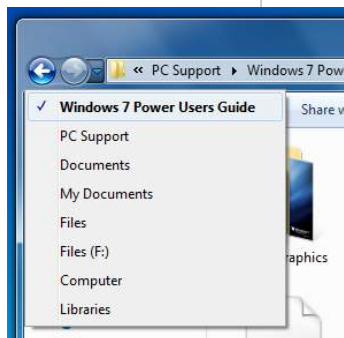 « PC Support ▸ Windows 7 Pow
✓ Windows 7 Power Users Guide
Share w
PC Support
Documents
My Documents
Files
Files (F:)
Computer
Libraries
raphics